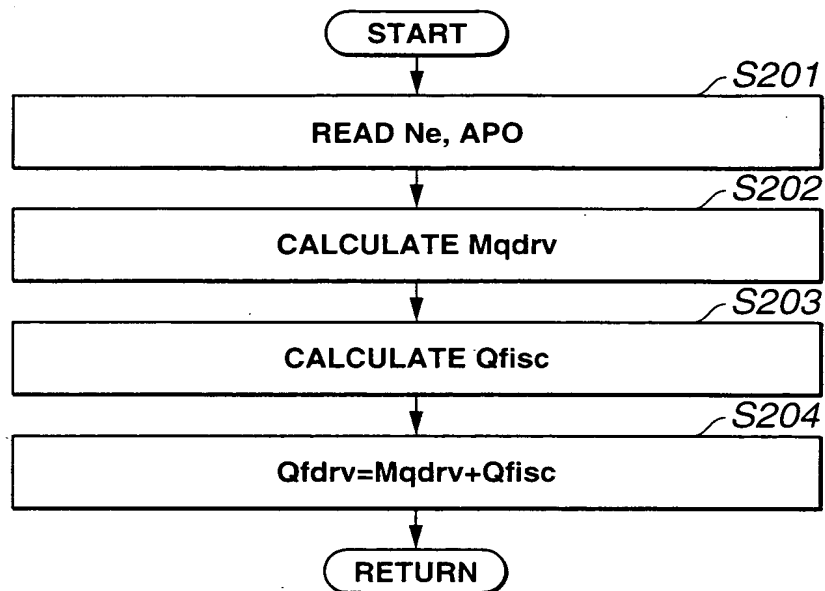 START
S201
READ Ne, APO
S202
CALCULATE Mqdrv
S203
CALCULATE Qfisc
S204
Qfdrv=Mqdrv+Qfisc
RETURN